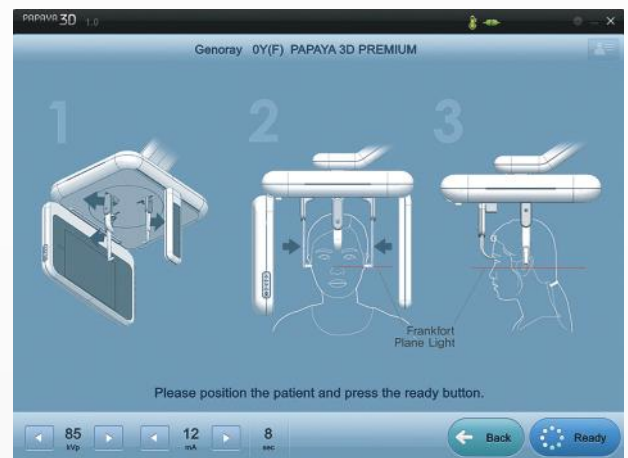 PAPAYA 3D 1.0
Genoray 0Y(F) PAPAYA 3D PREMIUM
1 2 3
Frankfort
Plane Light
Please position the patient and press the ready button.
85 12 8 Back Ready
kVp mA sec